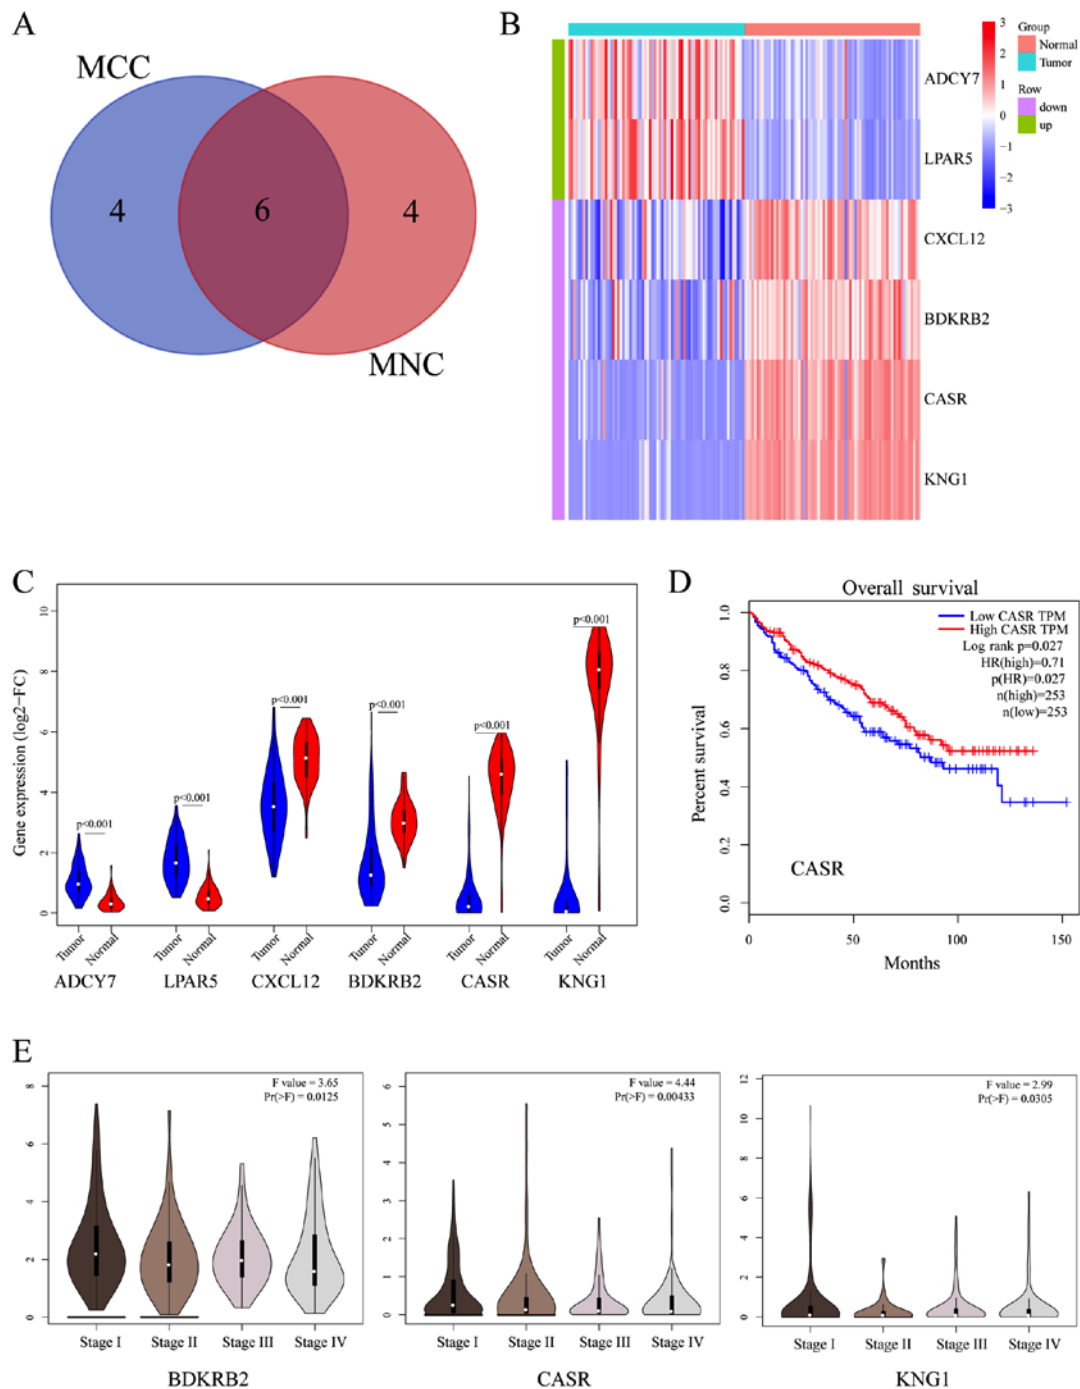 A
MCC
4
6
4
MNC
B
ADCY7
LPAR5
CXCL12
BDKRB2
CASR
KNG1
3
2
1
0
−1
−2
−3
Group
Normal
Tumor
Row
down
up
C
Gene expression (log2−FC)
10
8
6
4
2
0
p<0.001
p<0.001
p<0.001
p<0.001
p<0.001
p<0.001
Tumor
Normal
Tumor
Normal
Tumor
Normal
Tumor
Normal
Tumor
Normal
Tumor
Normal
ADCY7
LPAR5
CXCL12
BDKRB2
CASR
KNG1
D
Overall survival
Low CASR TPM
High CASR TPM
Log rank p=0.027
HR(high)=0.71
p(HR)=0.027
n(high)=253
n(low)=253
Percent survival
1.0
0.8
0.6
0.4
0.2
0.0
CASR
0
50
100
150
Months
E
8
6
4
2
0
F value = 3.65
Pr(>F) = 0.0125
Stage I
Stage II
Stage III
Stage IV
BDKRB2
6
5
4
3
2
1
0
F value = 4.44
Pr(>F) = 0.00433
Stage I
Stage II
Stage III
Stage IV
CASR
12
10
8
6
4
2
0
F value = 2.99
Pr(>F) = 0.0305
Stage I
Stage II
Stage III
Stage IV
KNG1